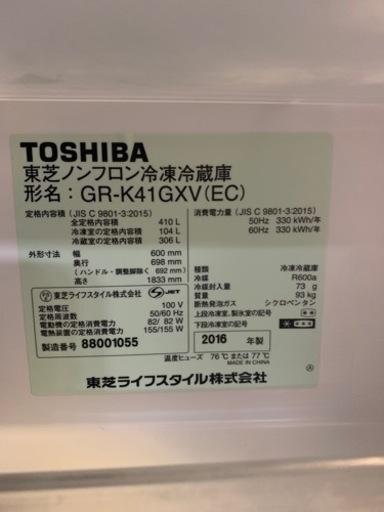 TOSHIBA
東芝ノンフロン冷凍冷蔵庫
形名：GR-K41GXV(EC)
定格内容積（JIS C 9801-3:2015）
全定格内容積 410 L
冷凍室の定格内容積 104 L
冷蔵室の定格内容積 306 L
外形寸法 幅 600 mm
奥行 698 mm
(ハンドル・調整脚除く 692 mm)
高さ 1833 mm
東芝ライフスタイル株式会社 JET
定格電圧 100 V
定格周波数 50/60 Hz
電動機の定格消費電力 82/ 82 W
電熱装置の定格消費電力 155/155 W
製造番号 88001055
消費電力量（JIS C 9801-3:2015）
50Hz 330 kWh/年
60Hz 330 kWh/年
種類 冷凍冷蔵庫
冷媒 R600a
冷媒封入量 73 g
質量 93 kg
断熱発泡ガス シクロペンタン
上段冷凍室、製氷室の記号
下段冷凍室の記号
2016 年製
温度ヒューズ 76 ℃ または 77 ℃
MADE IN CHINA
東芝ライフスタイル株式会社
A